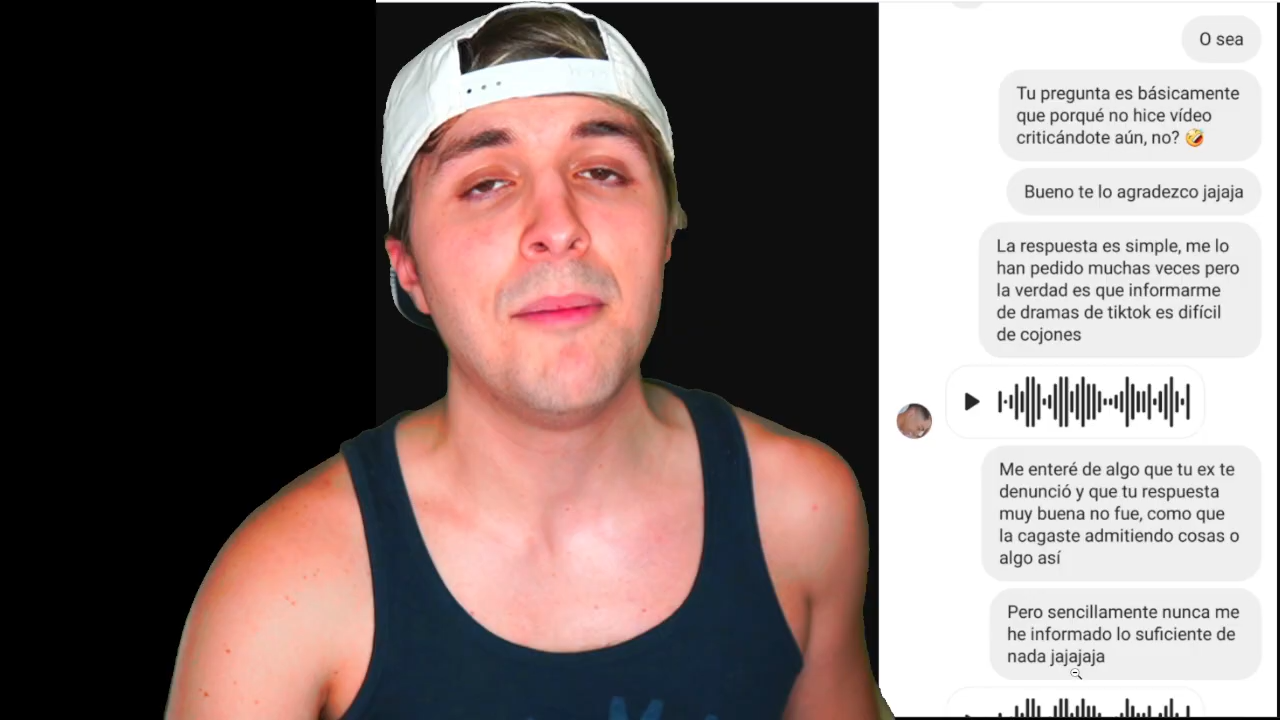 O sea
Tu pregunta es básicamente
que porqué no hice vídeo
criticándote aún, no? 🤣
Bueno te lo agradezco jajaja
La respuesta es simple, me lo
han pedido muchas veces pero
la verdad es que informarme
de dramas de tiktok es difícil
de cojones
Me enteré de algo que tu ex te
denunció y que tu respuesta
muy buena no fue, como que
la cagaste admitiendo cosas o
algo así
Pero sencillamente nunca me
he informado lo suficiente de
nada jajajaja